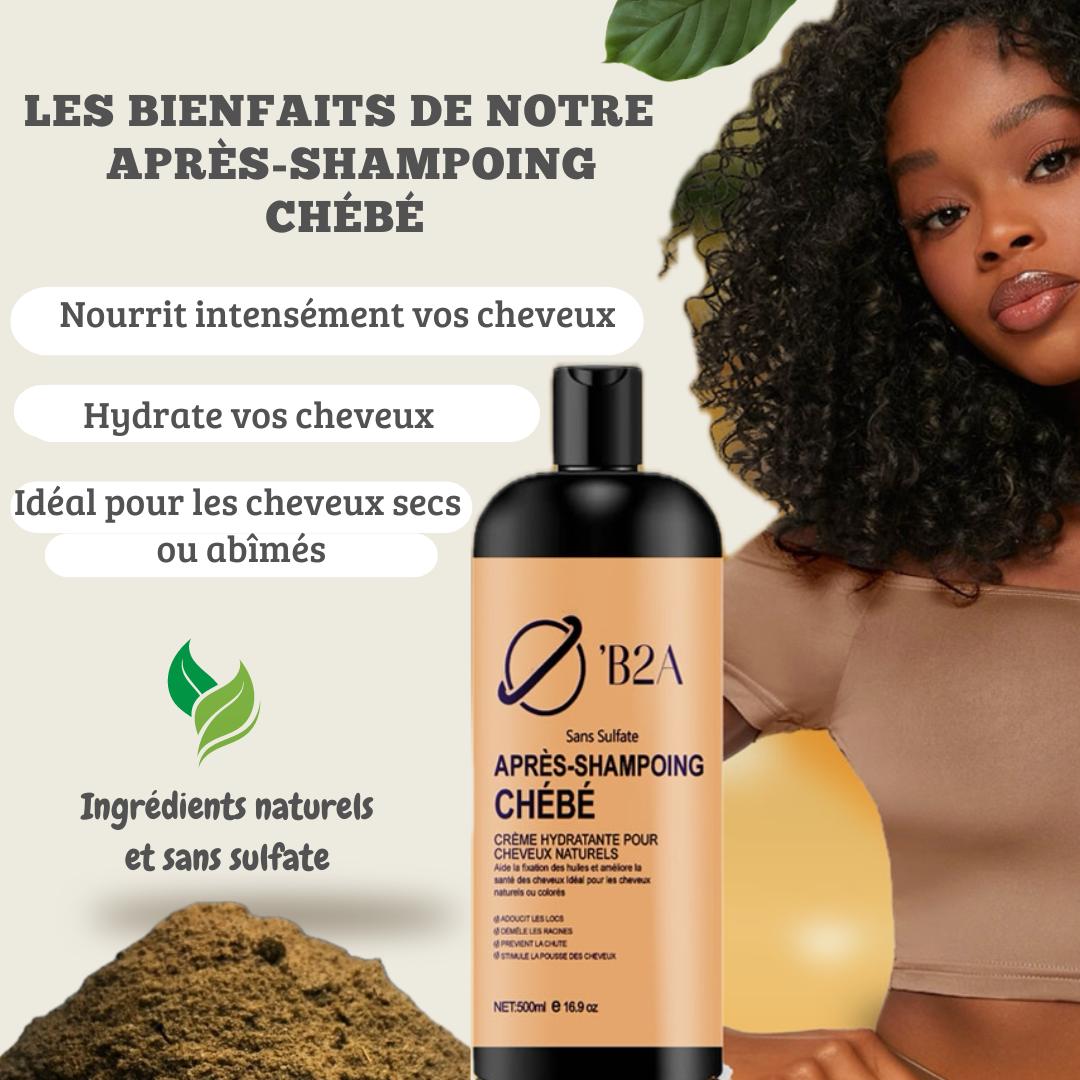 LES BIENFAITS DE NOTRE
APRÈS-SHAMPOING
CHÉBÉ
Nourrit intensément vos cheveux
Hydrate vos cheveux
Idéal pour les cheveux secs
ou abîmés
Ingrédients naturels
et sans sulfate
'B2A
Sans Sulfate
APRÈS-SHAMPOING
CHÉBÉ
CRÈME HYDRATANTE POUR
CHEVEUX NATURELS
Aide la fixation des huiles et améliore la
santé des cheveux Idéal pour les cheveux
naturels ou colorés
ADOUCIT LES LOCS
DÉMÊLE LES RACINES
PREVIENT LA CHUTE
STIMULE LA POUSSE DES CHEVEUX
NET:500ml e 16.9 oz